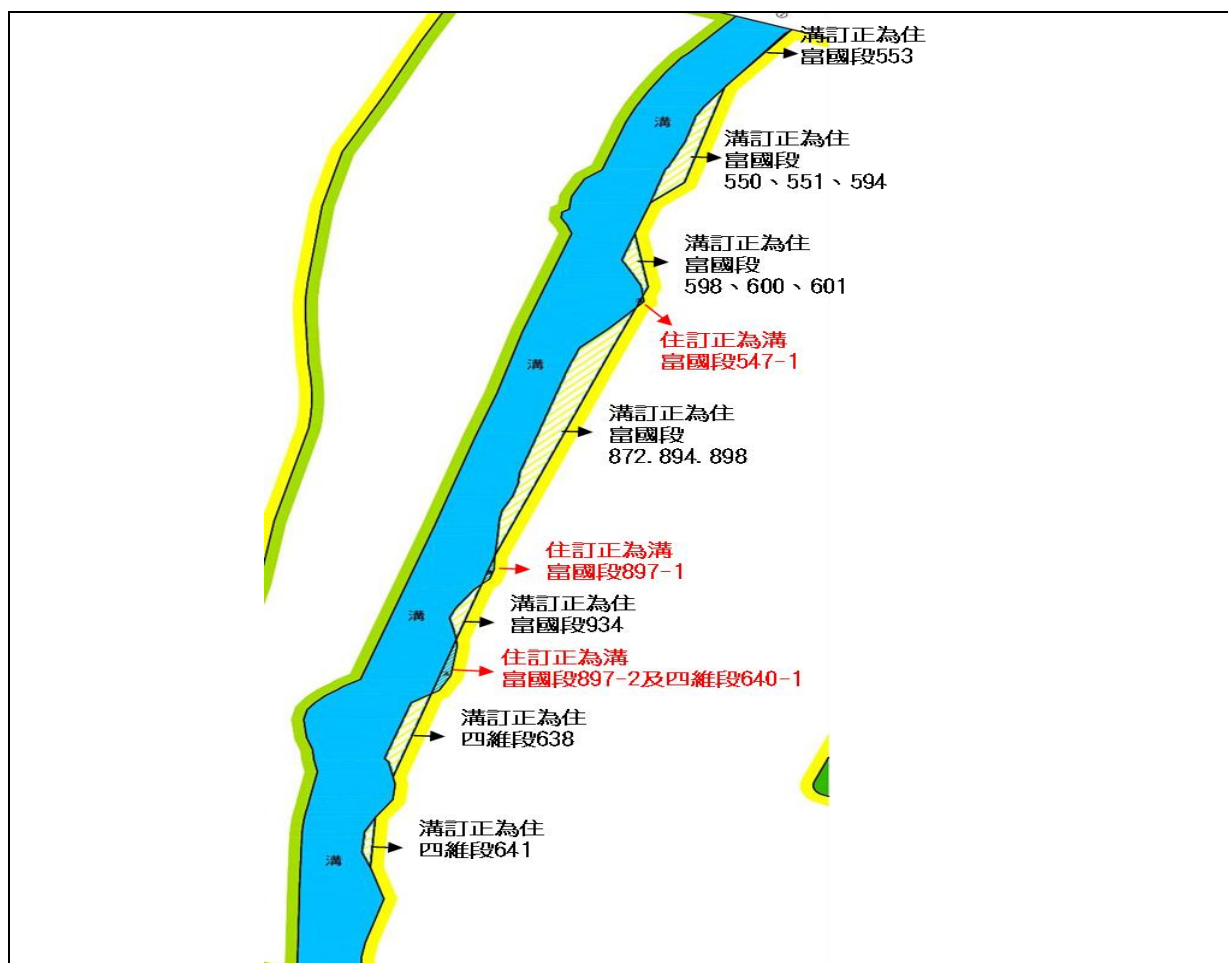 溝訂正為住
富國段553
溝
溝訂正為住
富國段
550、551、594
溝訂正為住
富國段
598、600、601
住訂正為溝
富國段547-1
溝
溝訂正為住
富國段
872.894.898
住訂正為溝
富國段897-1
溝訂正為住
富國段934
溝
住訂正為溝
富國段897-2及四維段640-1
溝訂正為住
四維段638
溝訂正為住
四維段641
溝